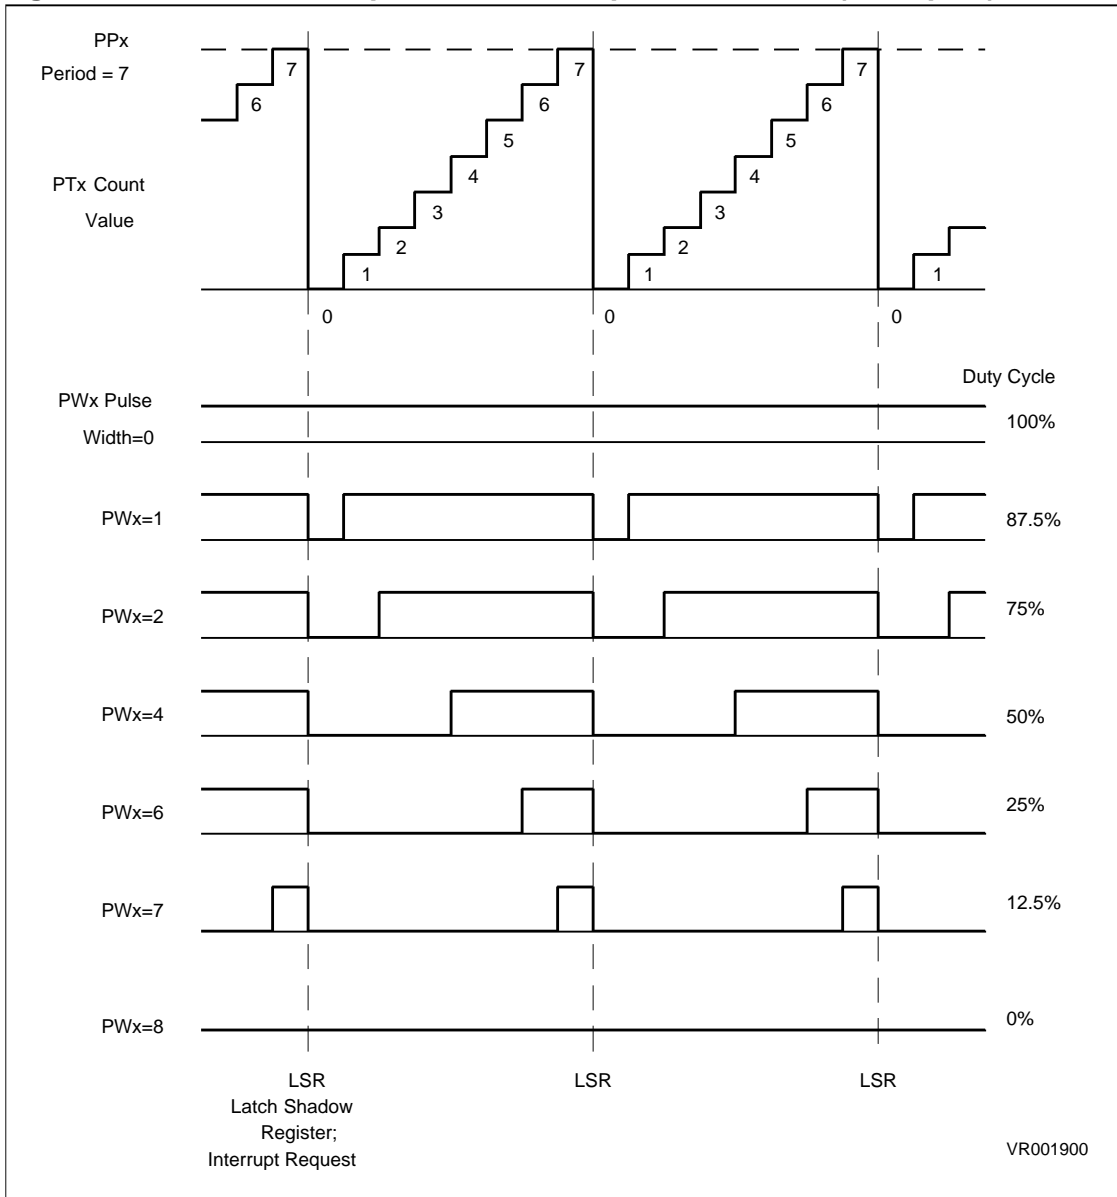 PPx
Period = 7
7
7
7
6
6
6
5
5
PTx Count
4
4
Value
3
3
2
2
1
1
1
0
0
0
Duty Cycle
PWx Pulse
100%
Width=0
PWx=1
87.5%
PWx=2
75%
PWx=4
50%
PWx=6
25%
PWx=7
12.5%
PWx=8
0%
LSR
LSR
LSR
Latch Shadow
Register;
Interrupt Request
VR001900